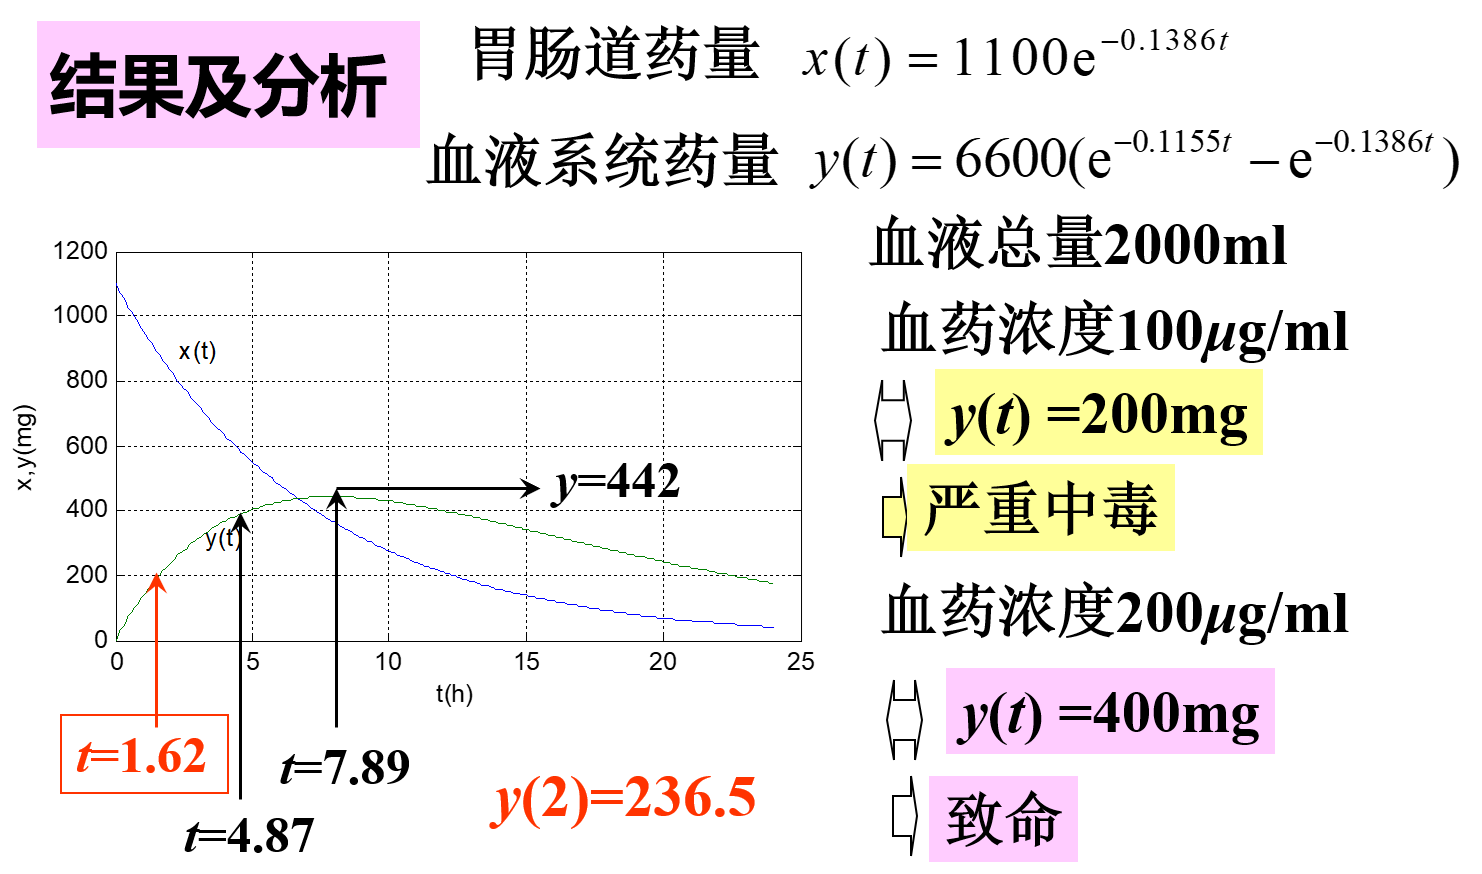 结果及分析
胃肠道药量 x(t) = 1100e^{-0.1386t}
血液系统药量 y(t) = 6600(e^{-0.1155t} − e^{-0.1386t})
血液总量2000ml
血药浓度100μg/ml
y(t) =200mg
严重中毒
血药浓度200μg/ml
y(t) =400mg
致命
1200
1000
800
600
400
200
0
x,y(mg)
x(t)
y(t)
y=442
0 5 10 15 20 25
t(h)
t=1.62
t=7.89
t=4.87
y(2)=236.5